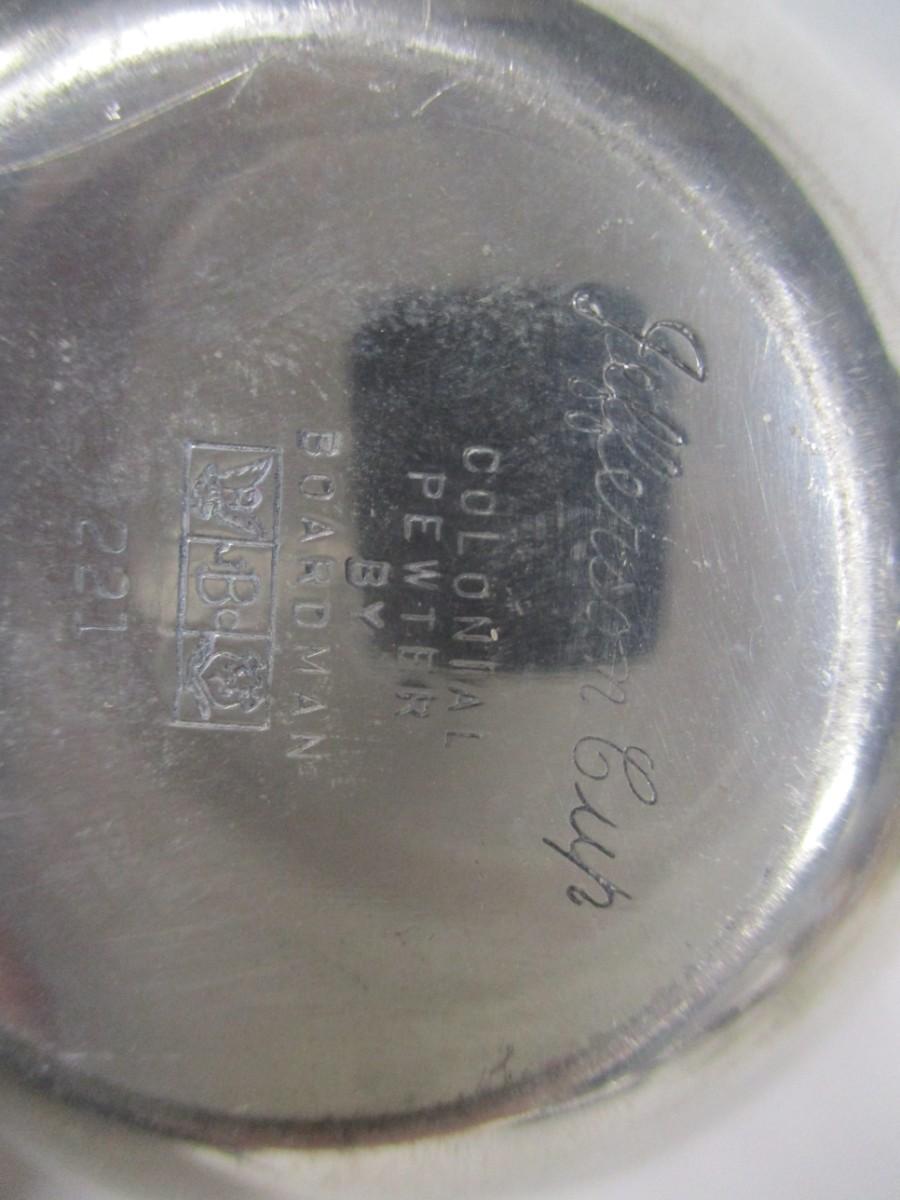 Jefferson Cup
COLONIAL
PEWTER
BY
BOARDMAN
221